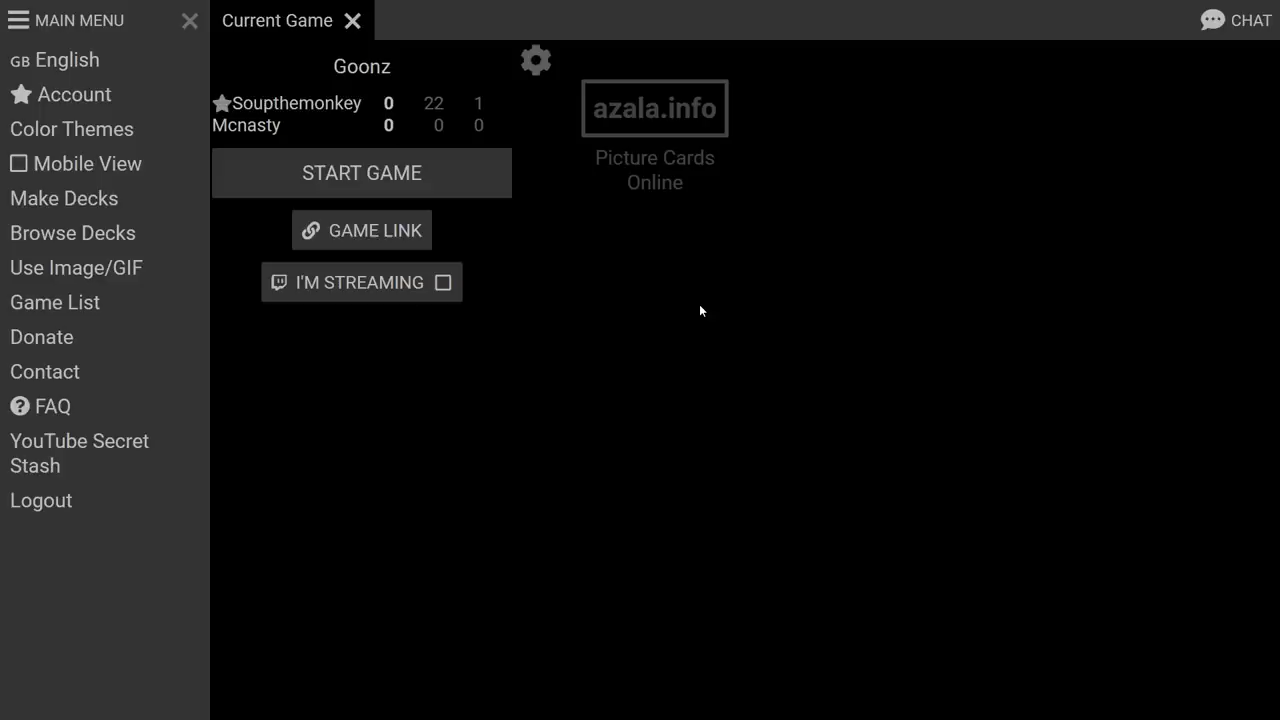 MAIN MENU
GB English
Account
Color Themes
Mobile View
Make Decks
Browse Decks
Use Image/GIF
Game List
Donate
Contact
FAQ
YouTube Secret
Stash
Logout
Current Game
CHAT
Goonz
Soupthemonkey 0 22 1
Mcnasty 0 0 0
START GAME
GAME LINK
I'M STREAMING
azala.info
Picture Cards
Online